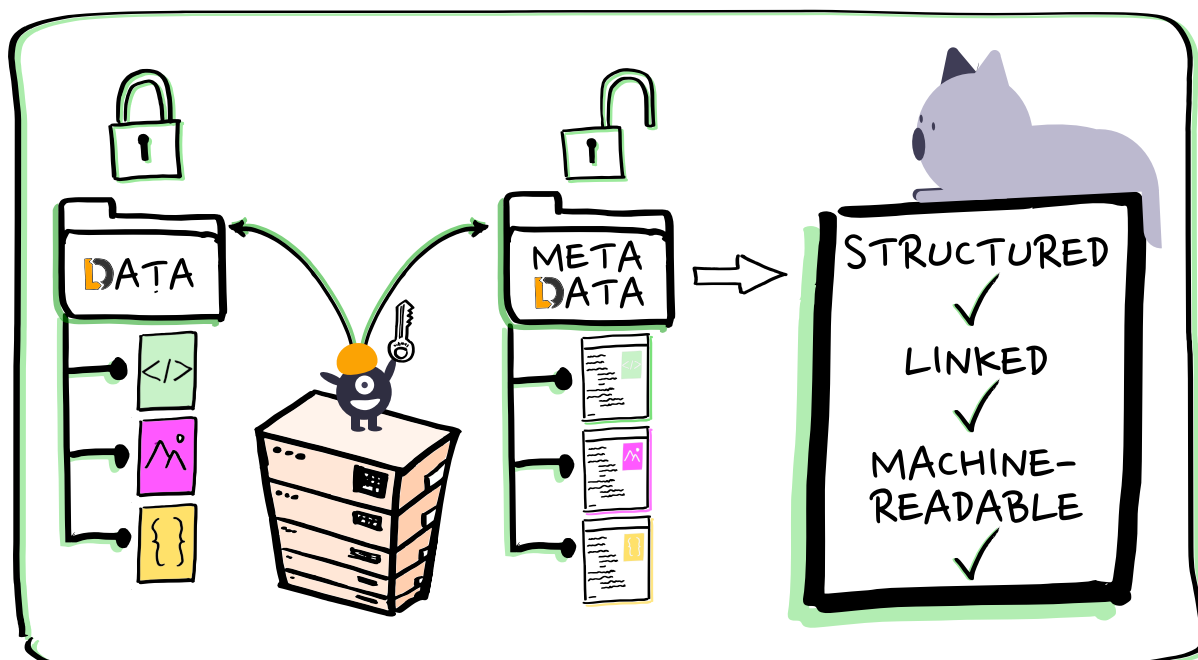 DATA
</>
{}
META
DATA
</>
{}
STRUCTURED
LINKED
MACHINE-
READABLE